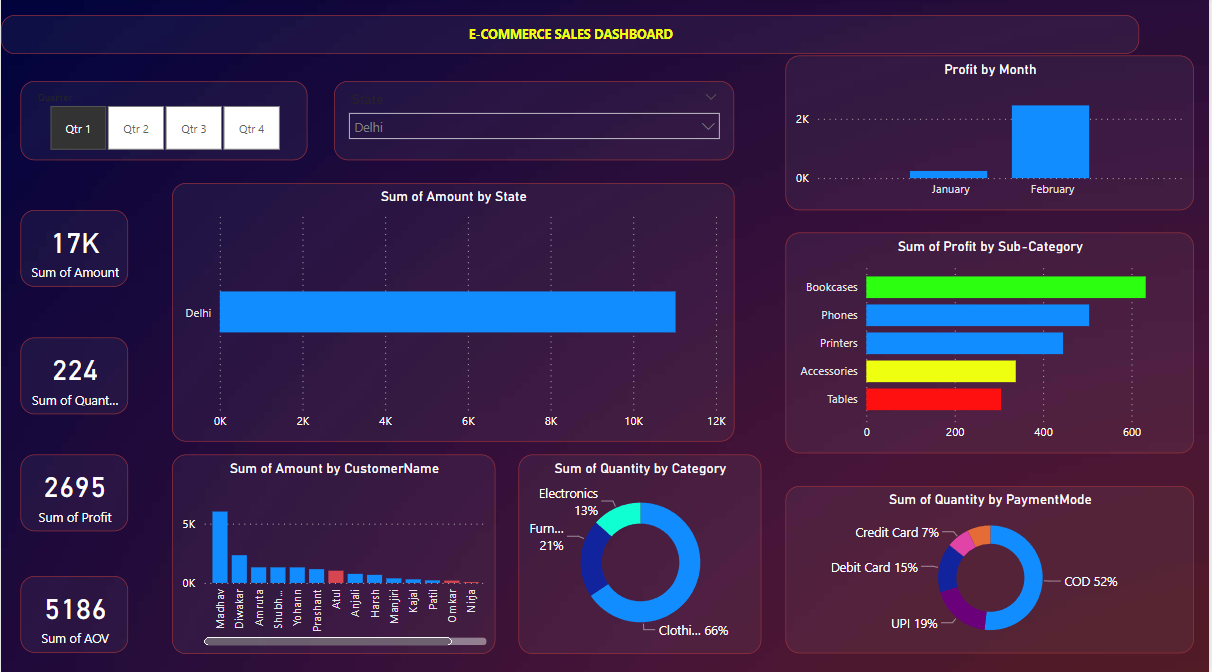 E-COMMERCE SALES DASHBOARD
Quarter
Qtr 1
Qtr 2
Qtr 3
Qtr 4
State
Delhi
Profit by Month
2K
0K
January
February
17K
Sum of Amount
224
Sum of Quant...
2695
Sum of Profit
5186
Sum of AOV
Sum of Amount by State
Delhi
0K
2K
4K
6K
8K
10K
12K
Sum of Profit by Sub-Category
Bookcases
Phones
Printers
Accessories
Tables
0
200
400
600
Sum of Amount by CustomerName
5K
0K
Madhav
Diwakar
Amruta
Shubh...
Yohann
Prashant
Atul
Anjali
Harsh
Manjiri
Kajal
Patil
Omkar
Nirja
Sum of Quantity by Category
Electronics
13%
Furn...
21%
Clothi... 66%
Sum of Quantity by PaymentMode
Credit Card 7%
Debit Card 15%
UPI 19%
COD 52%